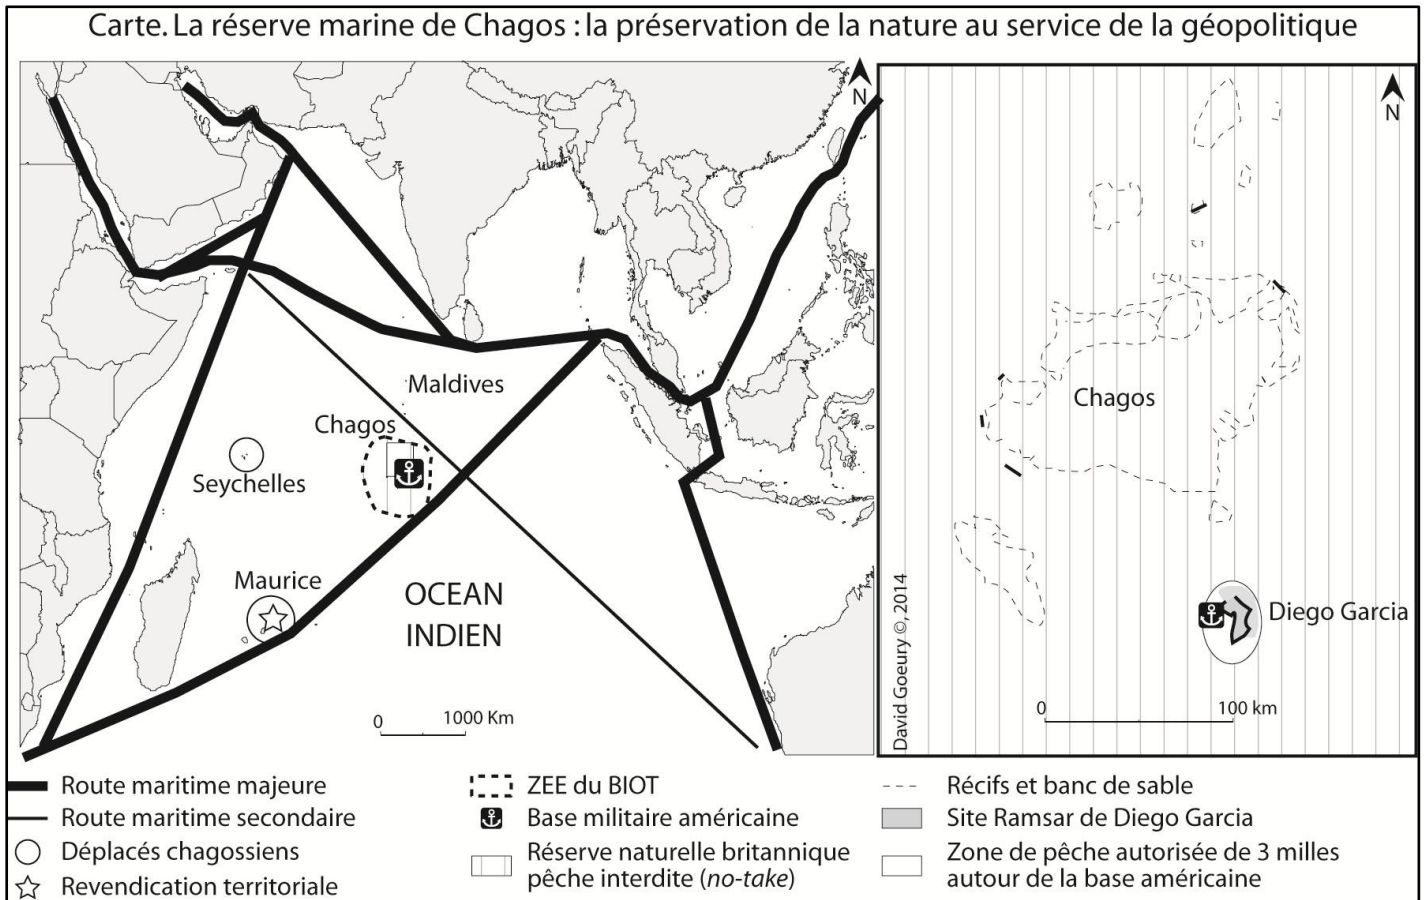 Carte. La réserve marine de Chagos : la préservation de la nature au service de la géopolitique
N
N
Maldives
Chagos
Chagos
Seychelles
Maurice
OCEAN
INDIEN
Diego Garcia
0
1000 Km
0
100 km
David Goeury ©, 2014
Route maritime majeure
Route maritime secondaire
Déplacés chagossiens
Revendication territoriale
ZEE du BIOT
Base militaire américaine
Réserve naturelle britannique
pêche interdite (no-take)
Récifs et banc de sable
Site Ramsar de Diego Garcia
Zone de pêche autorisée de 3 milles
autour de la base américaine